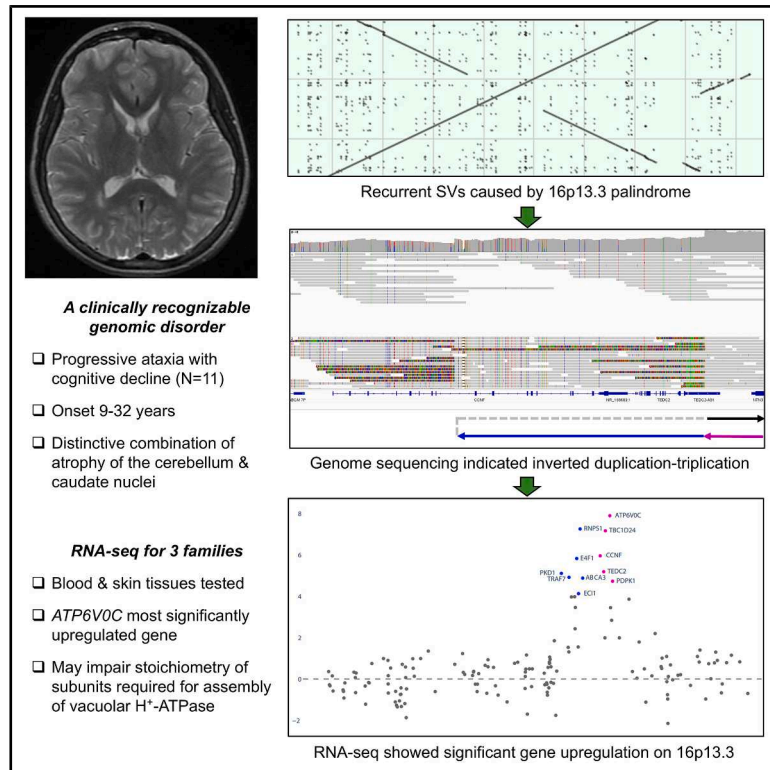 A clinically recognizable
genomic disorder
❑ Progressive ataxia with
cognitive decline (N=11)
❑ Onset 9-32 years
❑ Distinctive combination of
atrophy of the cerebellum &
caudate nuclei
RNA-seq for 3 families
❑ Blood & skin tissues tested
❑ ATP6V0C most significantly
upregulated gene
❑ May impair stoichiometry of
subunits required for assembly
of vacuolar H⁺-ATPase
Recurrent SVs caused by 16p13.3 palindrome
CCNF
TEDC2
Genome sequencing indicated inverted duplication-triplication
8
6
4
2
0
−2
ATP6V0C
RNPS1
TBC1D24
E4F1
CCNF
PKD1
TRAF7
ABCA3
TEDC2
PDPK1
ECI1
RNA-seq showed significant gene upregulation on 16p13.3